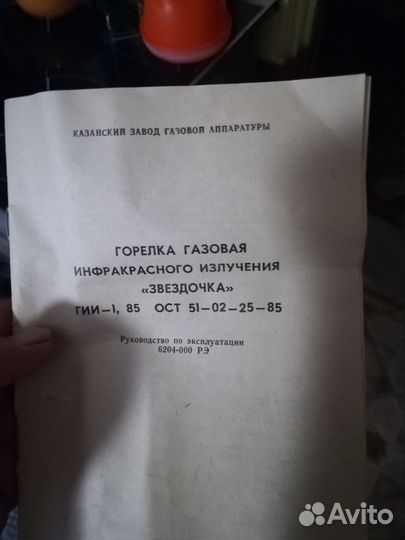 КАЗАНСКИЙ ЗАВОД ГАЗОВОЙ АППАРАТУРЫ
ГОРЕЛКА ГАЗОВАЯ
ИНФРАКРАСНОГО ИЗЛУЧЕНИЯ
«ЗВЕЗДОЧКА»
ГИИ—1, 85 ОСТ 51—02—25—85
Руководство по эксплуатации
6204-000 РЭ
Avito